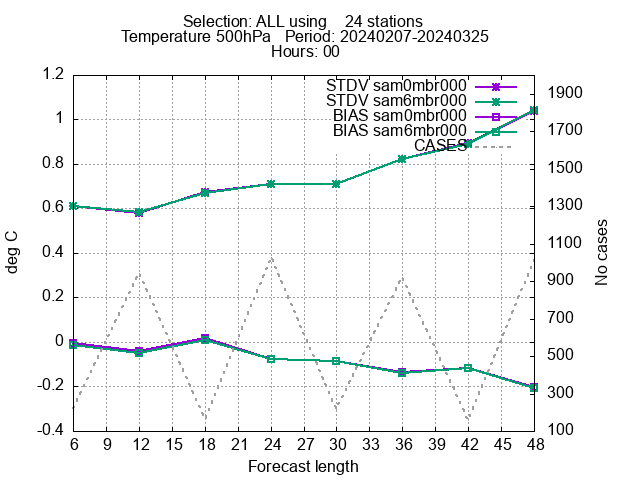 Selection: ALL using    24 stations
Temperature 500hPa   Period: 20240207-20240325
Hours: 00
STDV sam0mbr000
STDV sam6mbr000
BIAS sam0mbr000
BIAS sam6mbr000
CASES
deg C
1.2
1
0.8
0.6
0.4
0.2
0
-0.2
-0.4
No cases
1900
1700
1500
1300
1100
900
700
500
300
100
6 9 12 15 18 21 24 27 30 33 36 39 42 45 48
Forecast length